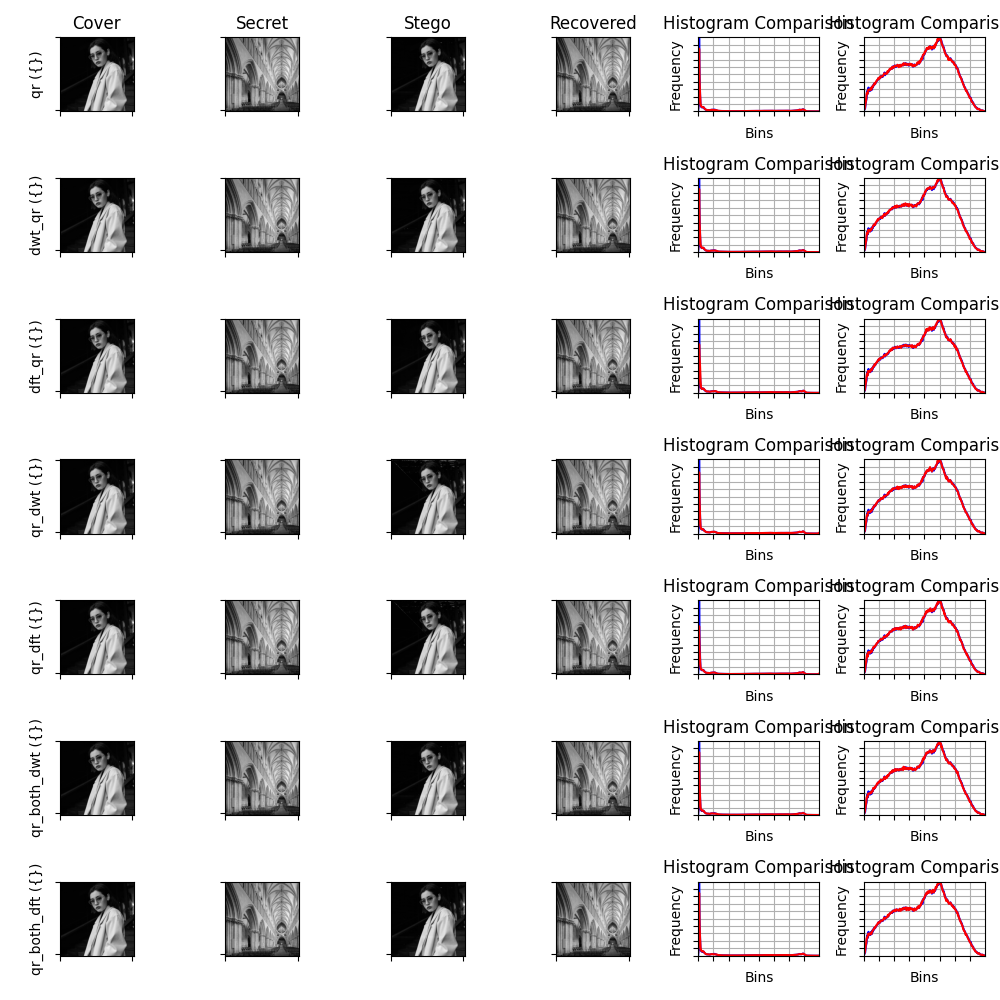 Cover Secret Stego Recovered Histogram Comparison Histogram Comparis
qr ({}) Frequency Frequency
Bins Bins
Histogram Comparison Histogram Comparis
dwt_qr ({}) Frequency Frequency
Bins Bins
Histogram Comparison Histogram Comparis
dft_qr ({}) Frequency Frequency
Bins Bins
Histogram Comparison Histogram Comparis
qr_dwt ({}) Frequency Frequency
Bins Bins
Histogram Comparison Histogram Comparis
qr_dft ({}) Frequency Frequency
Bins Bins
Histogram Comparison Histogram Comparis
qr_both_dwt ({}) Frequency Frequency
Bins Bins
Histogram Comparison Histogram Comparis
qr_both_dft ({}) Frequency Frequency
Bins Bins